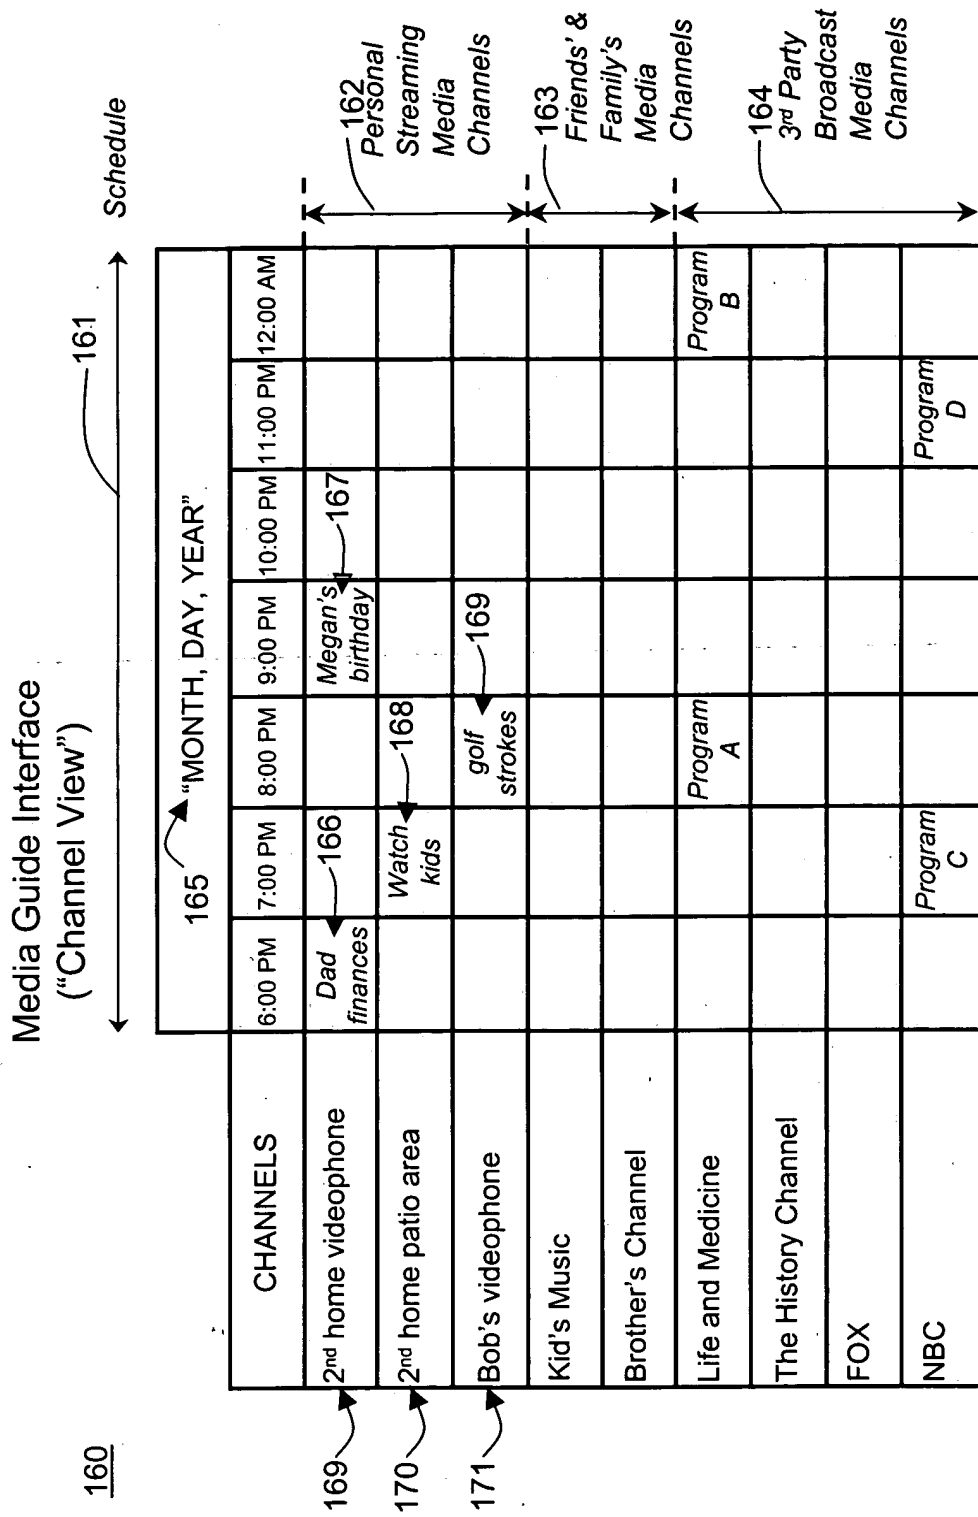 160
Media Guide Interface
("Channel View")
161
Schedule
165
"MONTH, DAY, YEAR"
CHANNELS
6:00 PM
7:00 PM
8:00 PM
9:00 PM
10:00 PM
11:00 PM
12:00 AM
169
2nd home videophone
Dad
finances
166
Megan's
birthday
167
170
2nd home patio area
Watch
kids
168
171
Bob's videophone
golf
strokes
169
Kid's Music
Brother's Channel
Life and Medicine
Program
A
Program
B
The History Channel
FOX
NBC
Program
C
Program
D
162
Personal
Streaming
Media
Channels
163
Friends' &
Family's
Media
Channels
164
3rd Party
Broadcast
Media
Channels